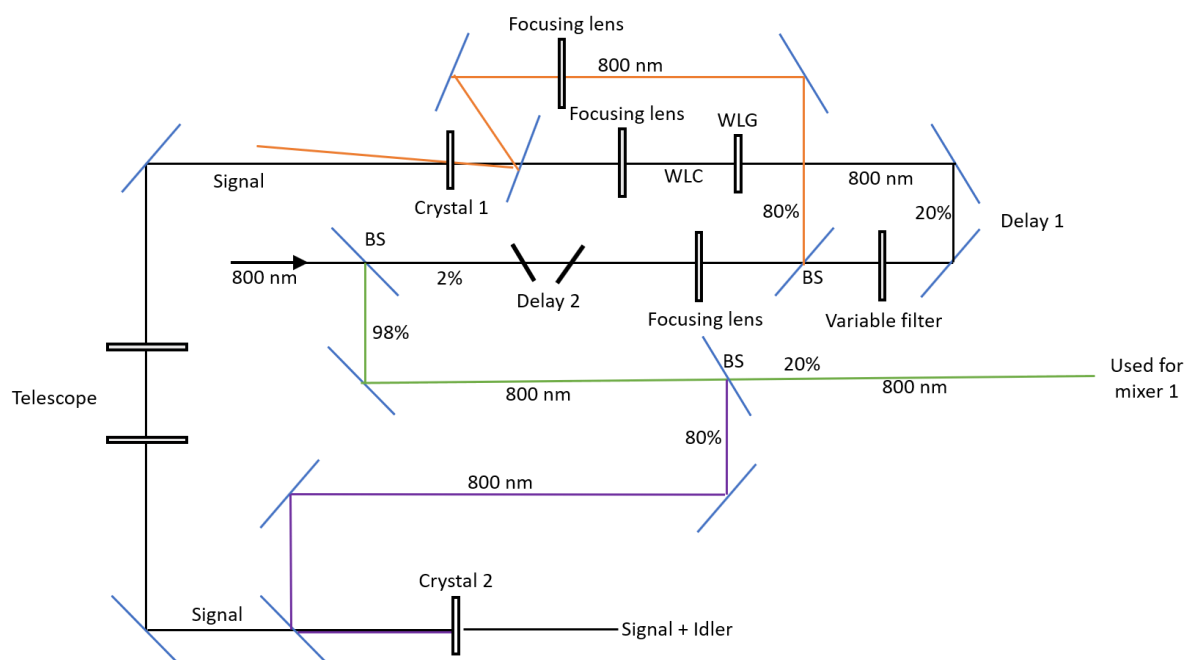 Focusing lens
800 nm
Focusing lens
WLG
WLC
800 nm
Signal
Crystal 1
80%
20%
Delay 1
BS
800 nm
2%
Delay 2
BS
Focusing lens
Variable filter
98%
BS
20%
800 nm
800 nm
Used for
mixer 1
Telescope
80%
800 nm
Crystal 2
Signal
Signal + Idler